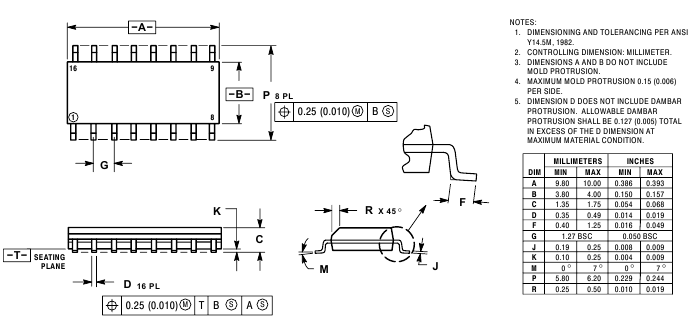 –A–
16
9
1
8
–B–
P 8 PL
⌖ 0.25 (0.010) Ⓜ B Ⓢ
G
F
K
C
–T– SEATING
PLANE
D 16 PL
⌖ 0.25 (0.010) Ⓜ T B Ⓢ A Ⓢ
R X 45°
M
J
NOTES:
1. DIMENSIONING AND TOLERANCING PER ANSI
Y14.5M, 1982.
2. CONTROLLING DIMENSION: MILLIMETER.
3. DIMENSIONS A AND B DO NOT INCLUDE
MOLD PROTRUSION.
4. MAXIMUM MOLD PROTRUSION 0.15 (0.006)
PER SIDE.
5. DIMENSION D DOES NOT INCLUDE DAMBAR
PROTRUSION. ALLOWABLE DAMBAR
PROTRUSION SHALL BE 0.127 (0.005) TOTAL
IN EXCESS OF THE D DIMENSION AT
MAXIMUM MATERIAL CONDITION.
MILLIMETERS INCHES
DIM MIN MAX MIN MAX
A 9.80 10.00 0.386 0.393
B 3.80 4.00 0.150 0.157
C 1.35 1.75 0.054 0.068
D 0.35 0.49 0.014 0.019
F 0.40 1.25 0.016 0.049
G 1.27 BSC 0.050 BSC
J 0.19 0.25 0.008 0.009
K 0.10 0.25 0.004 0.009
M 0° 7° 0° 7°
P 5.80 6.20 0.229 0.244
R 0.25 0.50 0.010 0.019